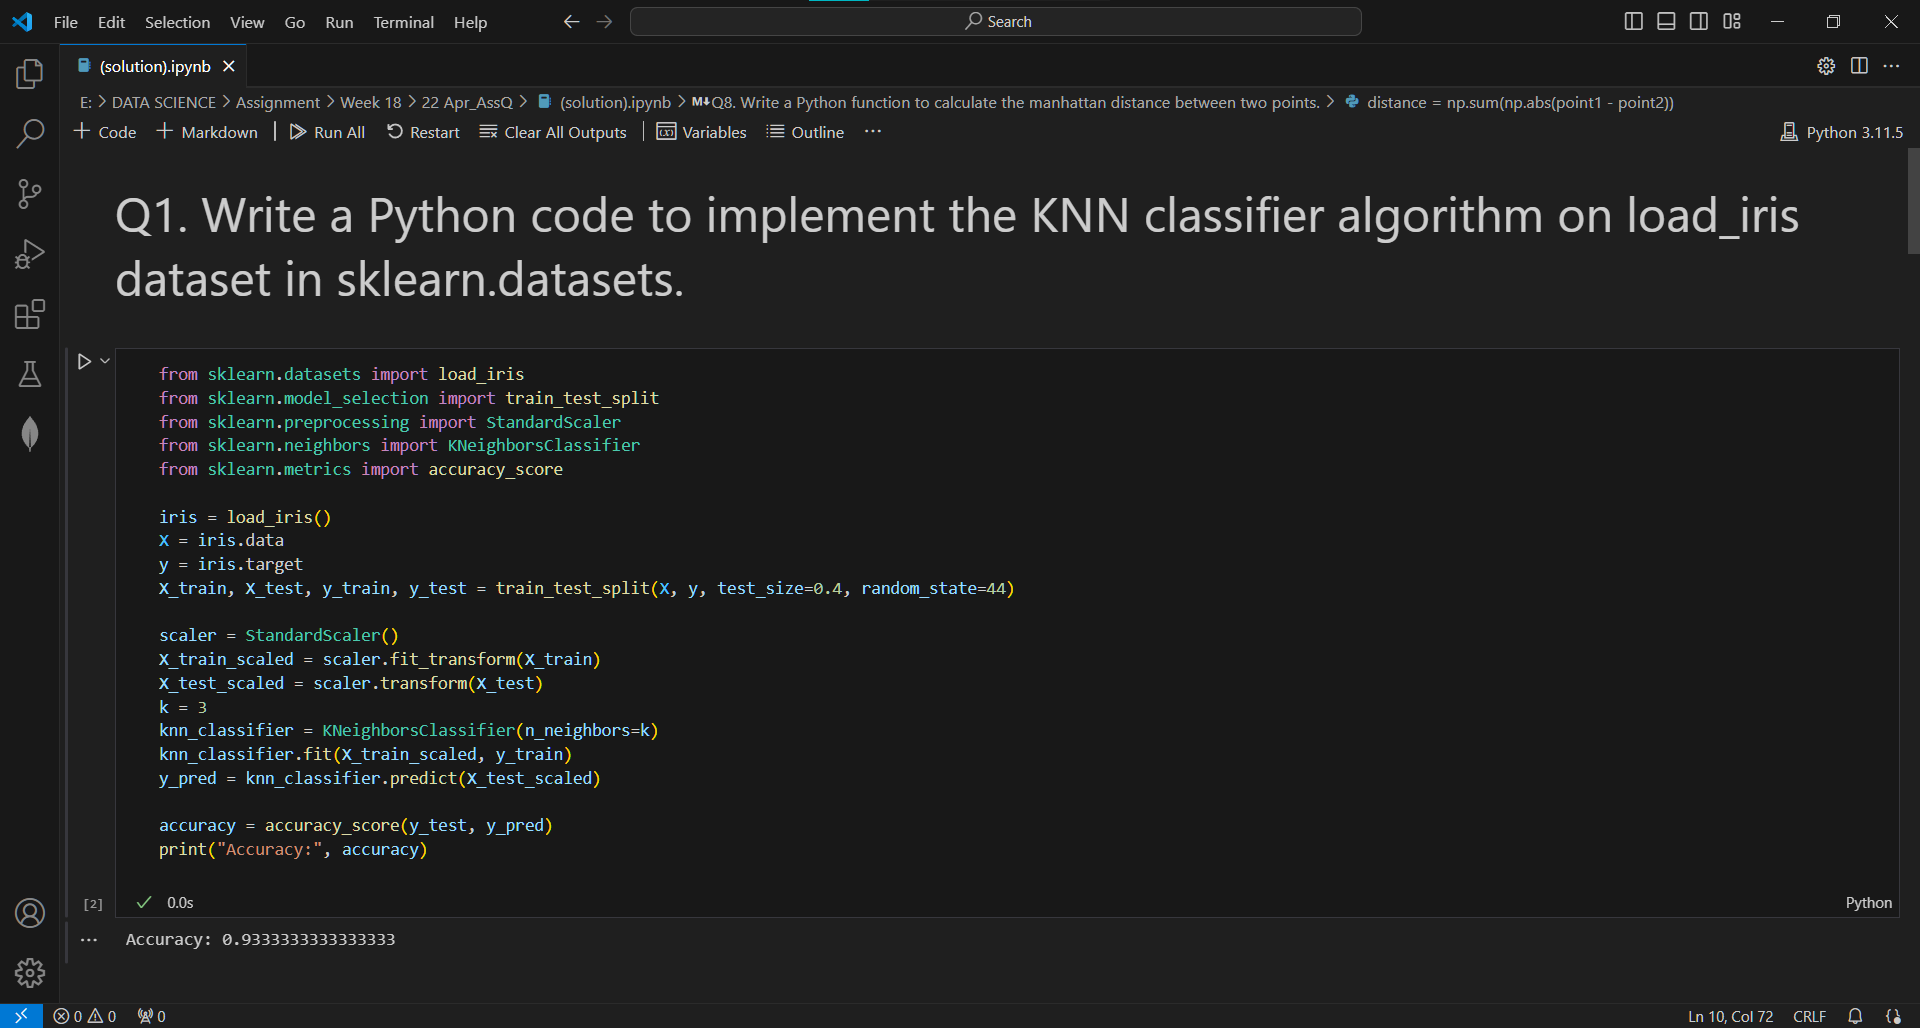 File Edit Selection View Go Run Terminal Help Search
(solution).ipynb
E: > DATA SCIENCE > Assignment > Week 18 > 22 Apr_AssQ > (solution).ipynb > M↓Q8. Write a Python function to calculate the manhattan distance between two points. > distance = np.sum(np.abs(point1 - point2))
+ Code + Markdown | Run All Restart Clear All Outputs | Variables Outline ··· Python 3.11.5
Q1. Write a Python code to implement the KNN classifier algorithm on load_iris
dataset in sklearn.datasets.
from sklearn.datasets import load_iris
from sklearn.model_selection import train_test_split
from sklearn.preprocessing import StandardScaler
from sklearn.neighbors import KNeighborsClassifier
from sklearn.metrics import accuracy_score
iris = load_iris()
X = iris.data
y = iris.target
X_train, X_test, y_train, y_test = train_test_split(X, y, test_size=0.4, random_state=44)
scaler = StandardScaler()
X_train_scaled = scaler.fit_transform(X_train)
X_test_scaled = scaler.transform(X_test)
k = 3
knn_classifier = KNeighborsClassifier(n_neighbors=k)
knn_classifier.fit(X_train_scaled, y_train)
y_pred = knn_classifier.predict(X_test_scaled)
accuracy = accuracy_score(y_test, y_pred)
print("Accuracy:", accuracy)
[2] 0.0s Python
··· Accuracy: 0.9333333333333333
0 0 0 Ln 10, Col 72 CRLF